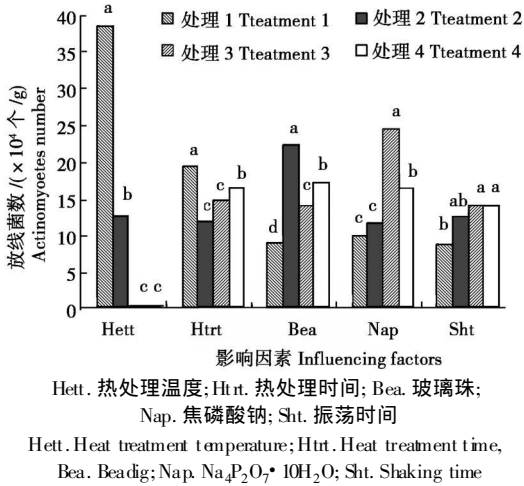 40
35
30
25
20
15
10
5
0
放线菌数/(×10⁴个/g)
Actinomyoetes number
处理 1 Tteatment 1
处理 2 Tteatment 2
处理 3 Tteatment 3
处理 4 Tteatment 4
a b c c
a c c b
d a c b
c c a b
b ab a a
Hett Htrt Bea Nap Sht
影响因素 Influencing factors
Hett. 热处理温度; Htrt. 热处理时间; Bea. 玻璃珠;
Nap. 焦磷酸钠; Sht. 振荡时间
Hett. Heat treatment temperature; Htrt. Heat treatment time,
Bea. Beadig; Nap. Na₄P₂O₇• 10H₂O; Sht. Shaking time